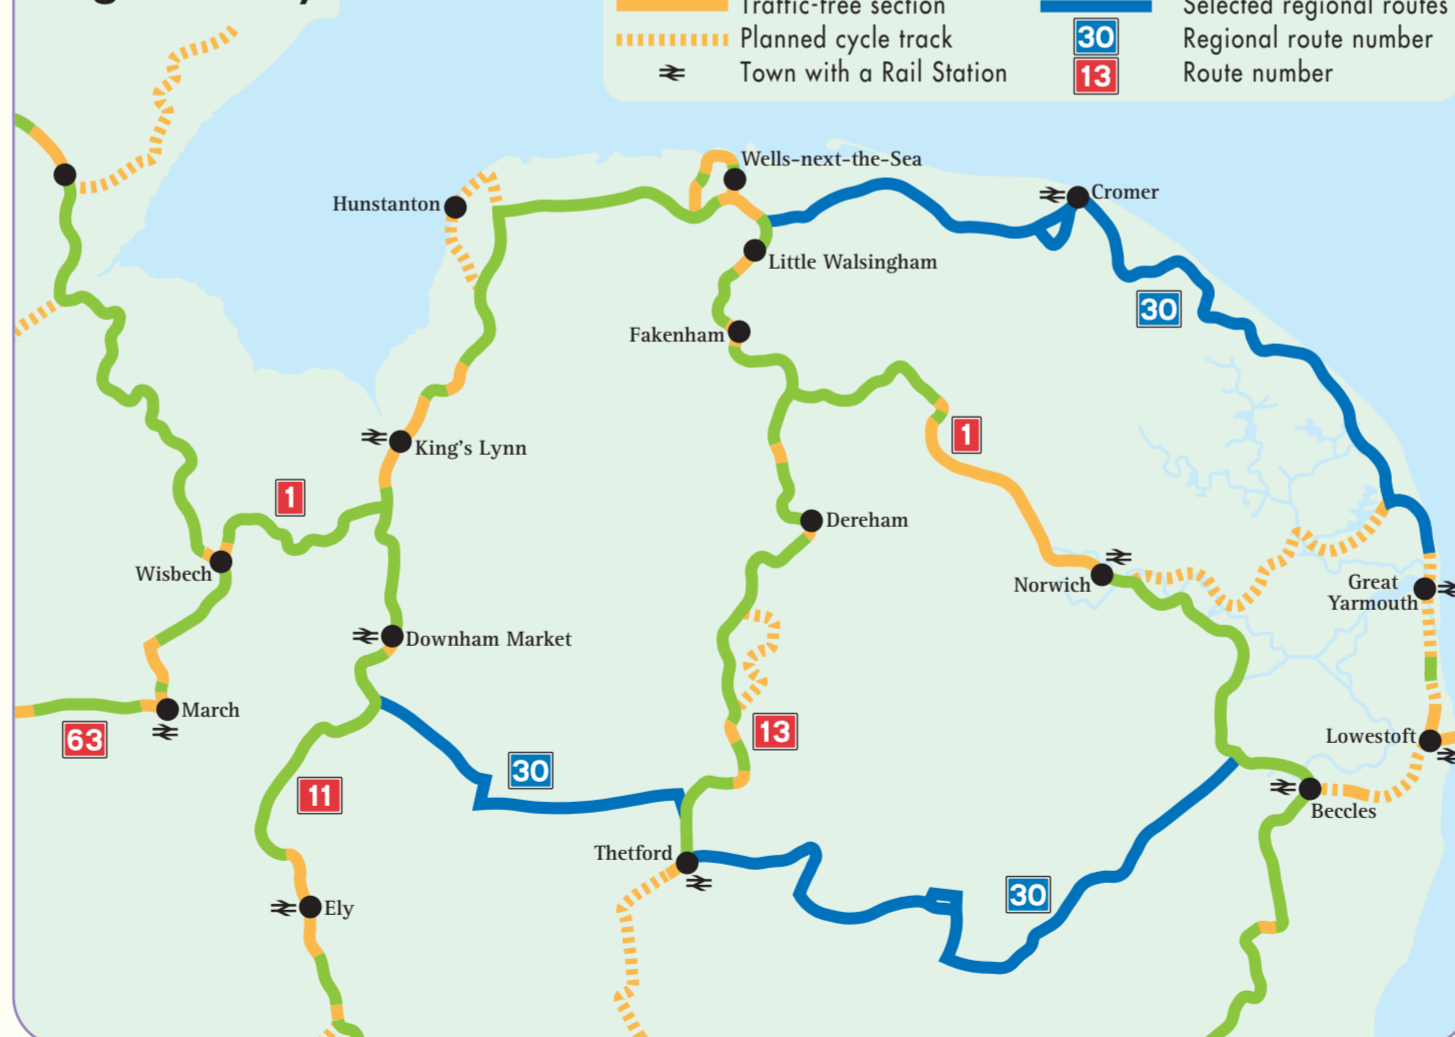 Traffic-free section
Selected regional routes
Planned cycle track
30
Regional route number
Town with a Rail Station
13
Route number
Wells-next-the-Sea
Hunstanton
Cromer
Little Walsingham
30
Fakenham
1
King's Lynn
1
Dereham
Wisbech
Norwich
Great
Yarmouth
Downham Market
March
63
13
Lowestoft
30
11
Beccles
Thetford
30
Ely